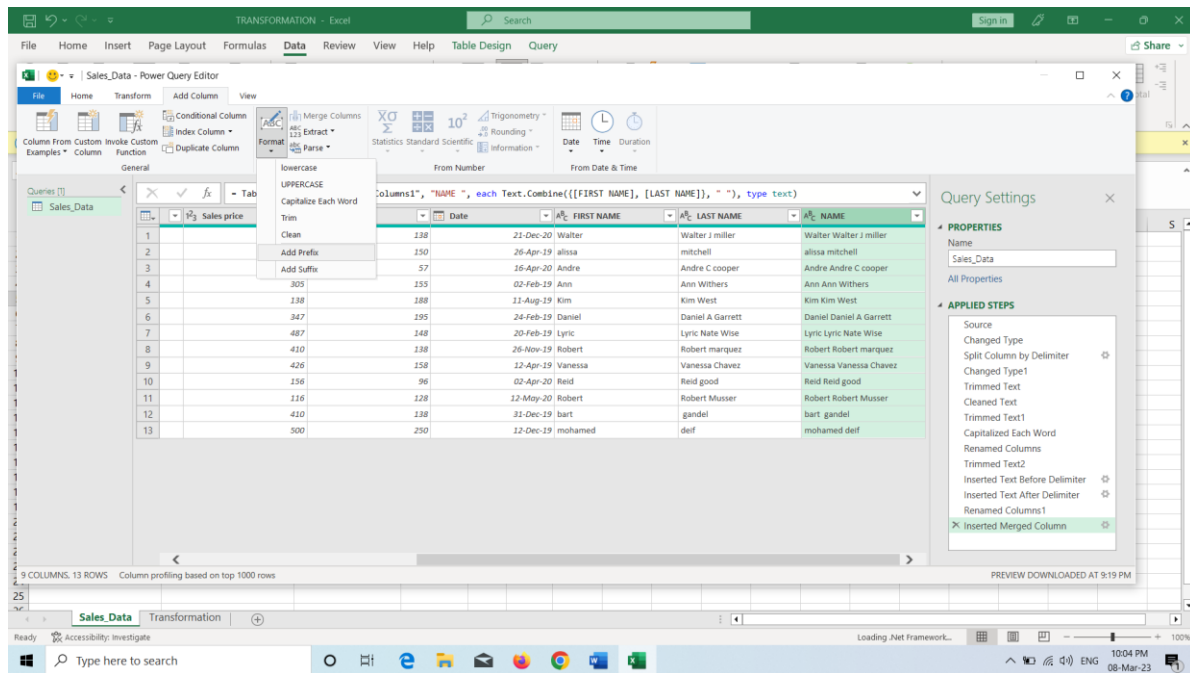 TRANSFORMATION - Excel
Search
Sign in
File Home Insert Page Layout Formulas Data Review View Help Table Design Query
Share
Sales_Data - Power Query Editor
File Home Transform Add Column View
Column From Examples
Custom Column
Invoke Custom Function
Conditional Column
Index Column
Duplicate Column
General
Format
Merge Columns
Extract
Parse
Statistics
Standard
Scientific
Trigonometry
Rounding
Information
From Number
Date
Time
Duration
From Date & Time
lowercase
UPPERCASE
Capitalize Each Word
Trim
Clean
Add Prefix
Add Suffix
Queries [1]
Sales_Data
= Tab
Columns1", "NAME ", each Text.Combine({[FIRST NAME], [LAST NAME]}, " "), type text)
Sales price Date FIRST NAME LAST NAME NAME
1 138 21-Dec-20 Walter Walter J miller Walter Walter J miller
2 150 26-Apr-19 alissa mitchell alissa mitchell
3 57 16-Apr-20 Andre Andre C cooper Andre Andre C cooper
4 305 155 02-Feb-19 Ann Ann Withers Ann Ann Withers
5 138 188 11-Aug-19 Kim Kim West Kim Kim West
6 347 195 24-Feb-19 Daniel Daniel A Garrett Daniel Daniel A Garrett
7 487 148 20-Feb-19 Lyric Lyric Nate Wise Lyric Lyric Nate Wise
8 410 138 26-Nov-19 Robert Robert marquez Robert Robert marquez
9 426 158 12-Apr-19 Vanessa Vanessa Chavez Vanessa Vanessa Chavez
10 156 96 02-Apr-20 Reid Reid good Reid Reid good
11 116 128 12-May-20 Robert Robert Musser Robert Robert Musser
12 410 138 31-Dec-19 bart gandel bart gandel
13 500 250 12-Dec-19 mohamed deif mohamed deif
Query Settings
PROPERTIES
Name
Sales_Data
All Properties
APPLIED STEPS
Source
Changed Type
Split Column by Delimiter
Changed Type1
Trimmed Text
Cleaned Text
Trimmed Text1
Capitalized Each Word
Renamed Columns
Trimmed Text2
Inserted Text Before Delimiter
Inserted Text After Delimiter
Renamed Columns1
Inserted Merged Column
9 COLUMNS, 13 ROWS Column profiling based on top 1000 rows
PREVIEW DOWNLOADED AT 9:19 PM
S
25
Sales_Data Transformation
Ready Accessibility: Investigate
Loading .Net Framework...
100%
Type here to search
ENG
10:04 PM
08-Mar-23